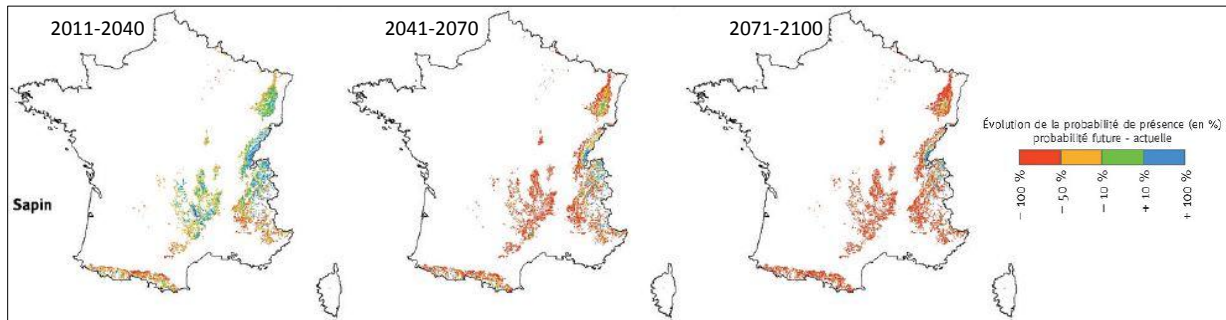 2011-2040
2041-2070
2071-2100
Évolution de la probabilité de présence (en %)
probabilité future - actuelle
Sapin
– 100 %
– 50 %
– 10 %
+ 10 %
+ 100 %